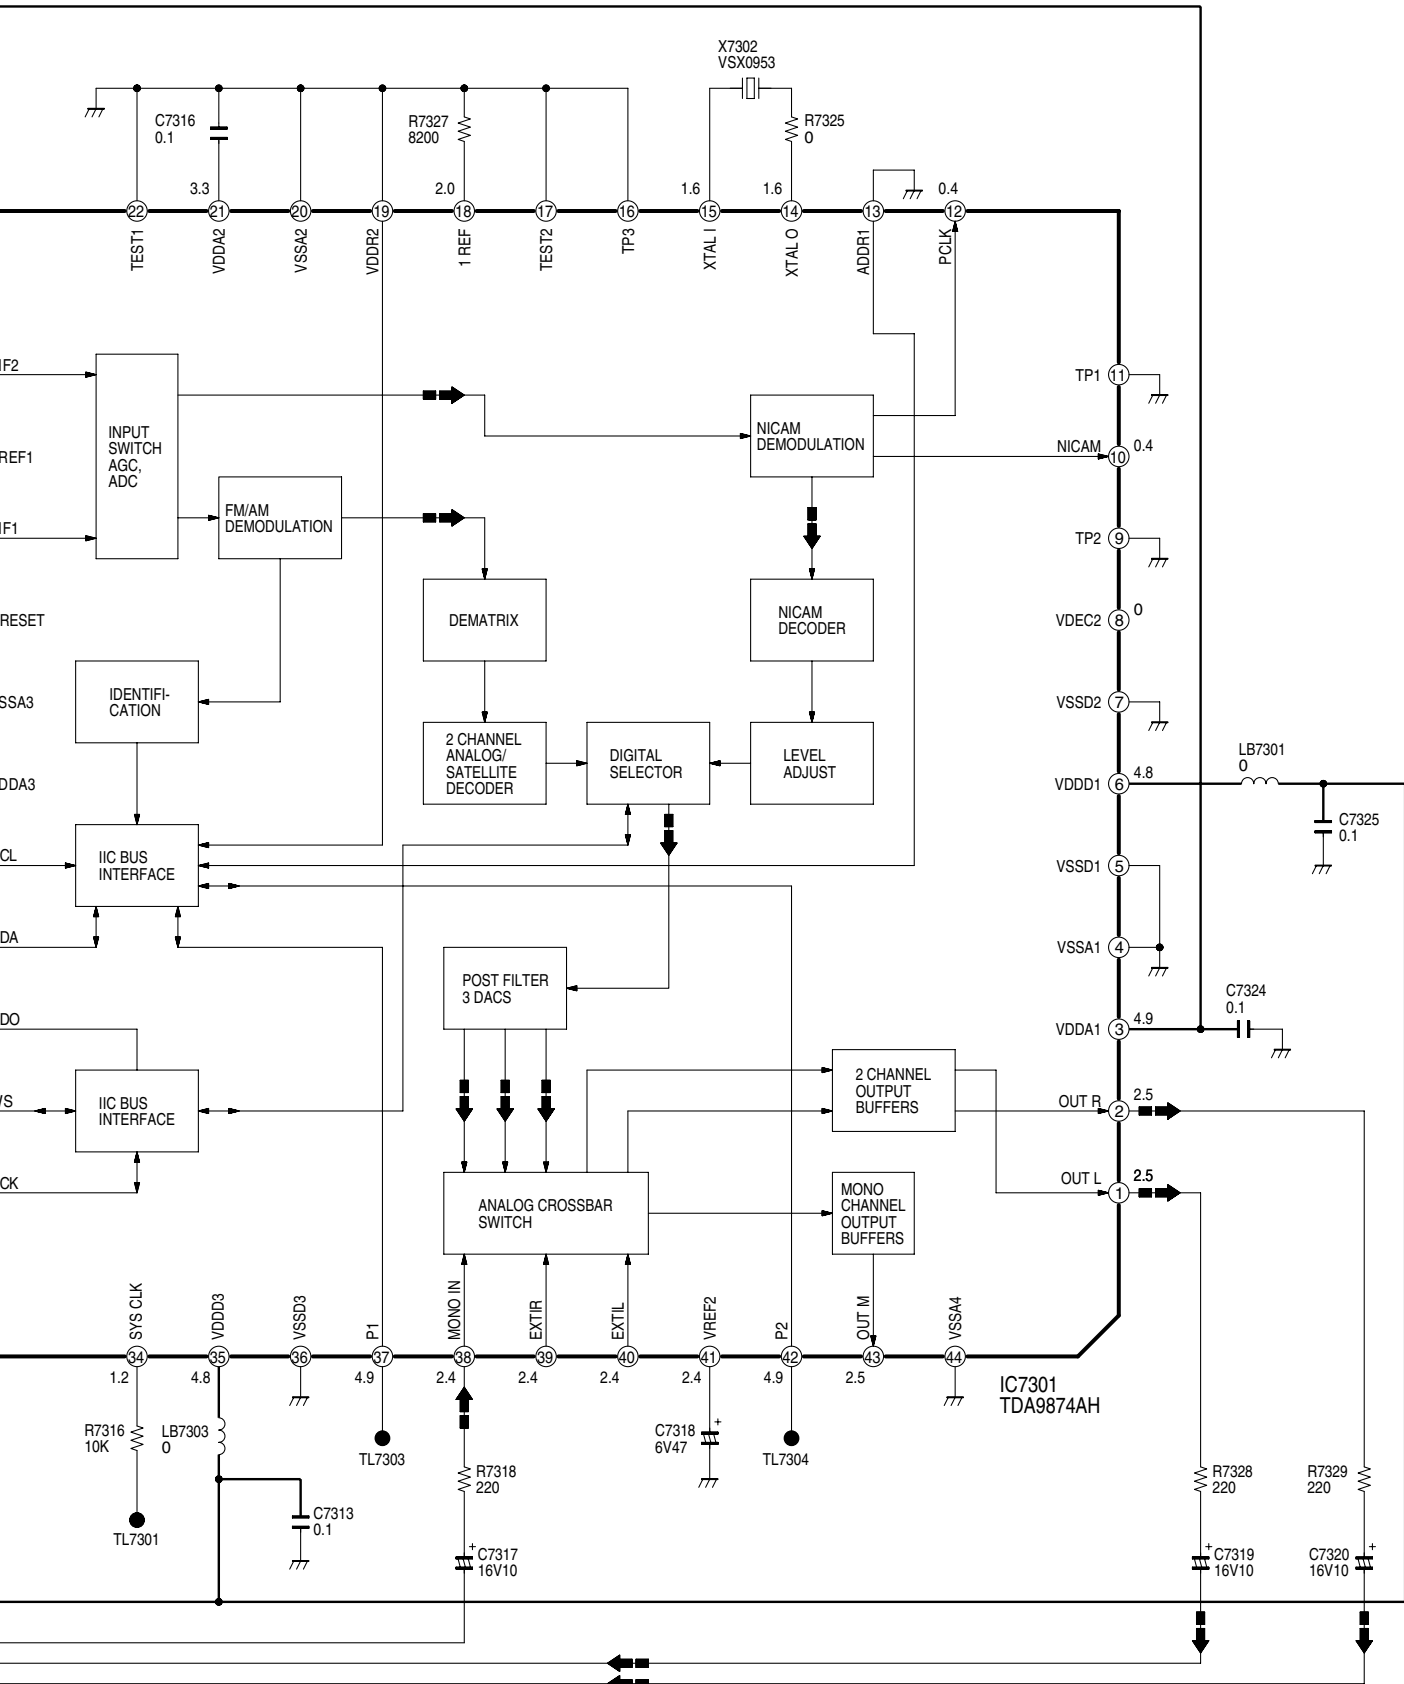 X7302
VSX0953
C7316
0.1
R7327
8200
R7325
0
3.3
2.0
1.6
1.6
0.4
22
21
20
19
18
17
16
15
14
13
12
TEST1
VDDA2
VSSA2
VDDR2
1 REF
TEST2
TP3
XTAL I
XTAL O
ADDR1
PCLK
IF2
TP1
11
INPUT
SWITCH
AGC,
ADC
NICAM
DEMODULATION
NICAM
10
0.4
REF1
FM/AM
DEMODULATION
IF1
TP2
9
DEMATRIX
NICAM
DECODER
RESET
VDEC2
8
0
IDENTIFI-
CATION
SSA3
VSSD2
7
2 CHANNEL
ANALOG/
SATELLITE
DECODER
DIGITAL
SELECTOR
LEVEL
ADJUST
LB7301
0
DDA3
VDDD1
6
4.8
C7325
0.1
CL
IIC BUS
INTERFACE
VSSD1
5
DA
VSSA1
4
POST FILTER
3 DACS
C7324
0.1
DO
VDDA1
3
4.9
2 CHANNEL
OUTPUT
BUFFERS
/S
IIC BUS
INTERFACE
OUT R
2
2.5
CK
OUT L
1
2.5
ANALOG CROSSBAR
SWITCH
MONO
CHANNEL
OUTPUT
BUFFERS
SYS CLK
VDDD3
VSSD3
P1
MONO IN
EXTIR
EXTIL
VREF2
P2
OUT M
VSSA4
34
35
36
37
38
39
40
41
42
43
44
1.2
4.8
4.9
2.4
2.4
2.4
2.4
4.9
2.5
IC7301
TDA9874AH
R7316
10K
LB7303
0
TL7303
C7318
6V47
+
TL7304
R7318
220
R7328
220
R7329
220
TL7301
C7313
0.1
+
C7317
16V10
+
C7319
16V10
C7320
16V10
+